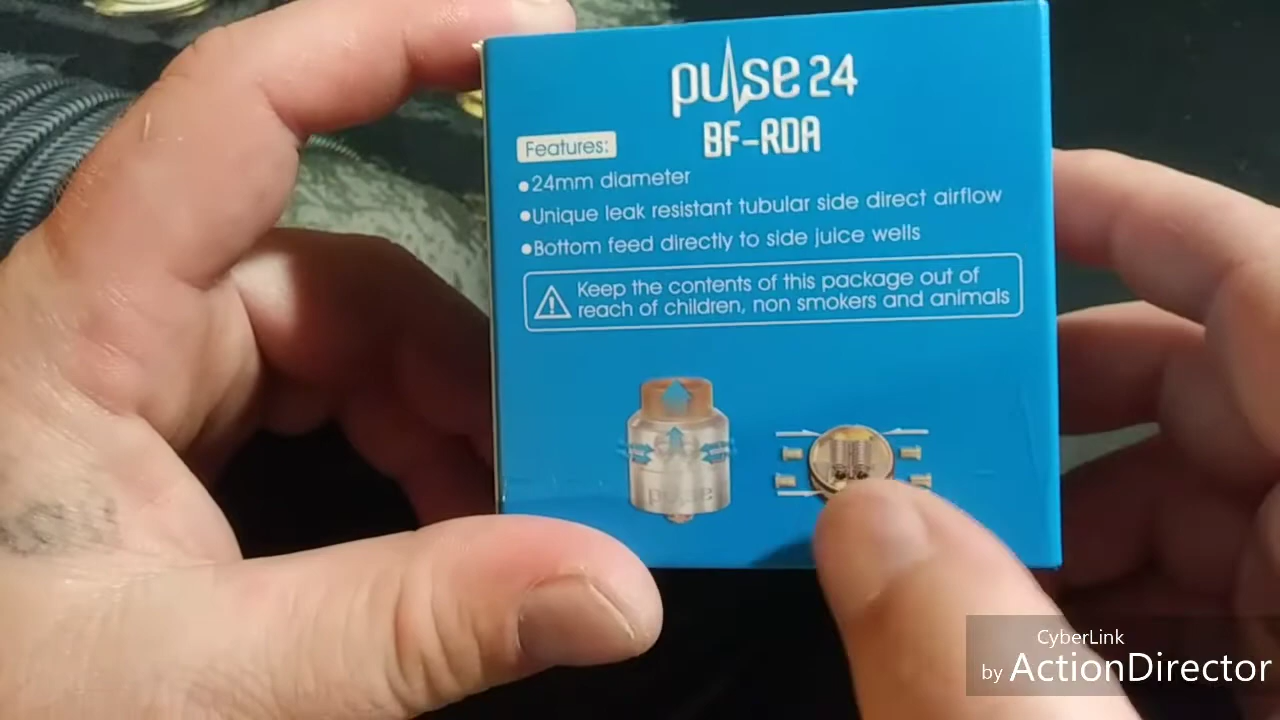 pulse 24
BF-RDA
Features:
•24mm diameter
•Unique leak resistant tubular side direct airflow
•Bottom feed directly to side juice wells
Keep the contents of this package out of
reach of children, non smokers and animals
pulse
CyberLink
by ActionDirector